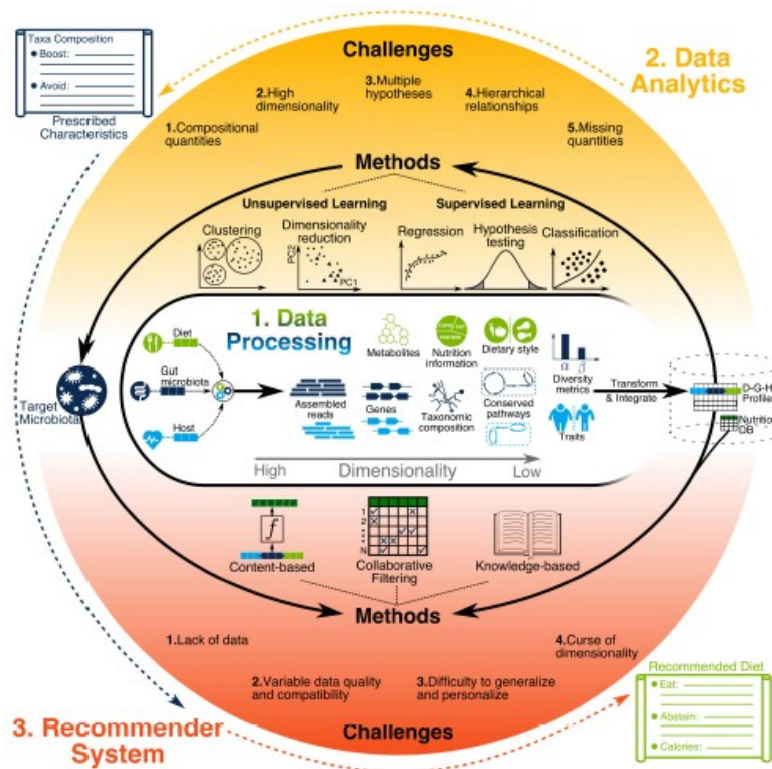 Taxa Composition
Boost:
Avoid:
Prescribed
Characteristics
Challenges
2. Data
Analytics
1.Compositional
quantities
2.High
dimensionality
3.Multiple
hypotheses
4.Hierarchical
relationships
5.Missing
quantities
Methods
Unsupervised Learning
Supervised Learning
Clustering
Dimensionality
reduction
PC2
PC1
Regression
Hypothesis
testing
Classification
1. Data
Processing
Diet
Gut
microbiota
Host
Target
Microbiota
Metabolites
Nutrition
information
Dietary style
Assembled
reads
Genes
Taxonomic
composition
Conserved
pathways
α
β
Diversity
metrics
Traits
Transform
& Integrate
D-G-H
Profile
Nutrition
DB
High
Dimensionality
Low
f
Content-based
1
2
N
Collaborative
Filtering
Knowledge-based
Methods
1.Lack of data
2.Variable data quality
and compatibility
3.Difficulty to generalize
and personalize
4.Curse of
dimensionality
Challenges
3. Recommender
System
Recommended Diet
Eat:
Abstain:
Calories: